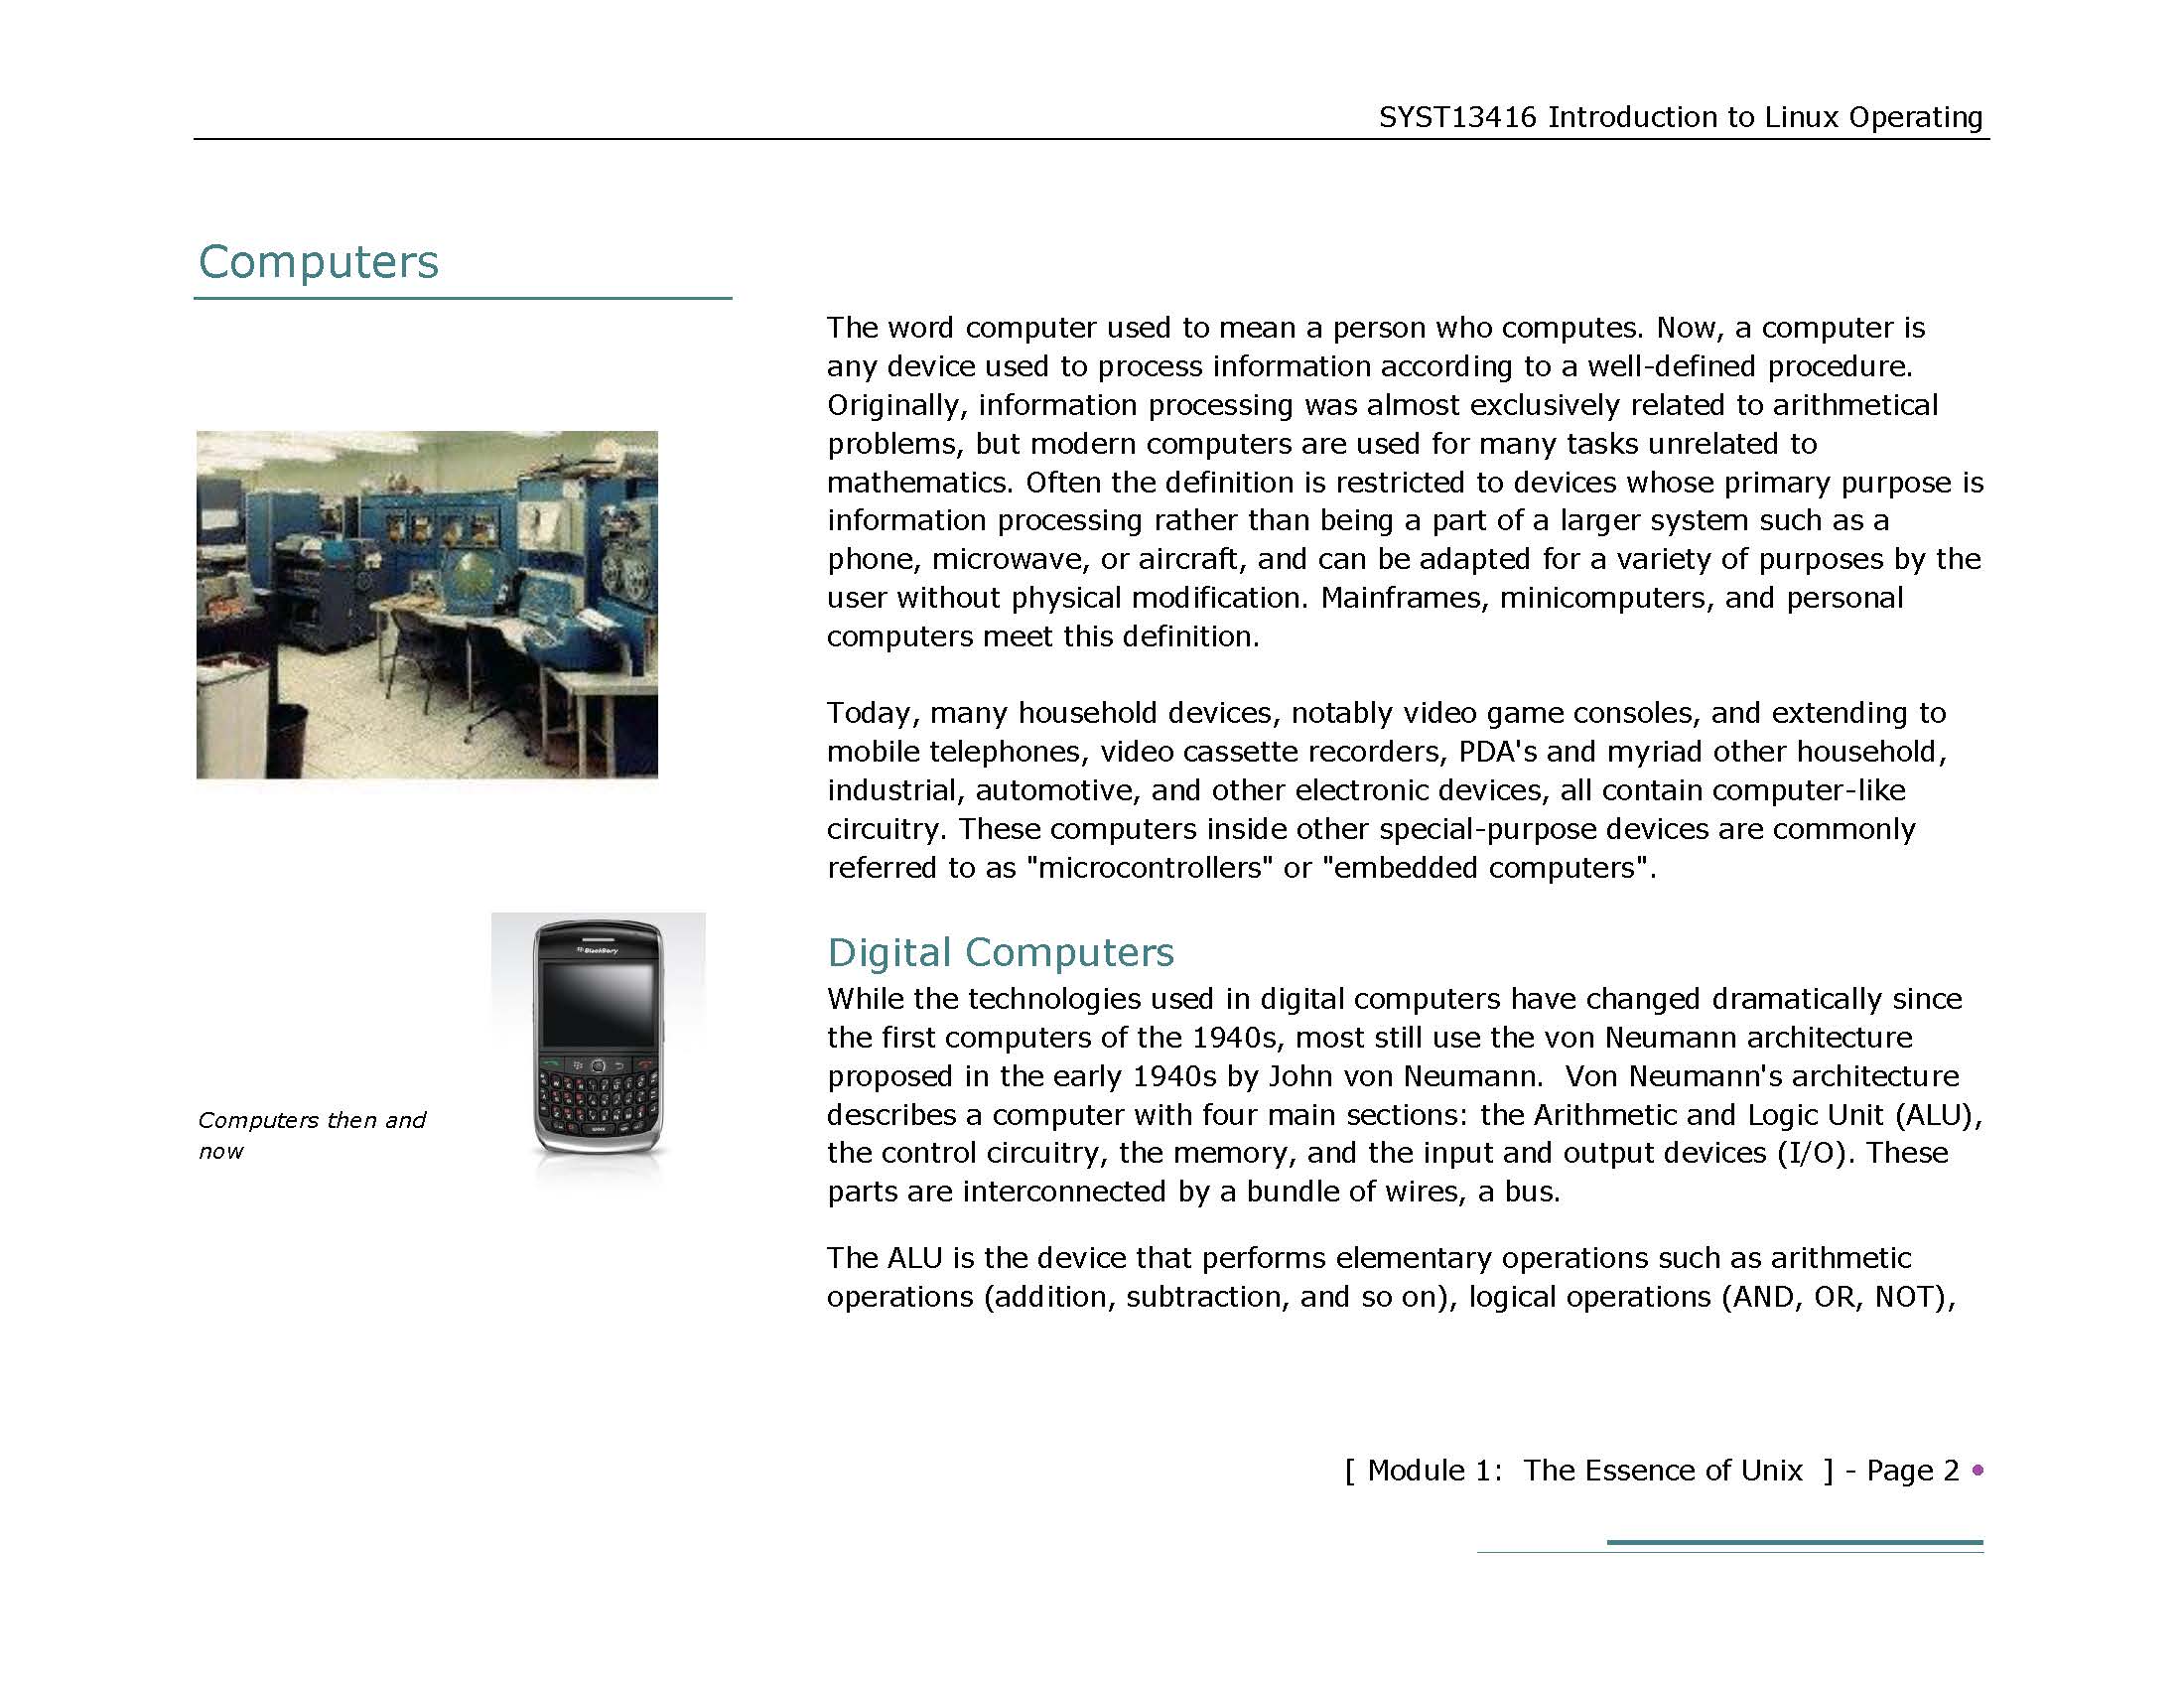 SYST13416 Introduction to Linux Operating
Computers
The word computer used to mean a person who computes. Now, a computer is
any device used to process information according to a well-defined procedure.
Originally, information processing was almost exclusively related to arithmetical
problems, but modern computers are used for many tasks unrelated to
mathematics. Often the definition is restricted to devices whose primary purpose is
information processing rather than being a part of a larger system such as a
phone, microwave, or aircraft, and can be adapted for a variety of purposes by the
user without physical modification. Mainframes, minicomputers, and personal
computers meet this definition.
Today, many household devices, notably video game consoles, and extending to
mobile telephones, video cassette recorders, PDA's and myriad other household,
industrial, automotive, and other electronic devices, all contain computer-like
circuitry. These computers inside other special-purpose devices are commonly
referred to as "microcontrollers" or "embedded computers".
BlackBerry
Computers then and
now
Digital Computers
While the technologies used in digital computers have changed dramatically since
the first computers of the 1940s, most still use the von Neumann architecture
proposed in the early 1940s by John von Neumann.  Von Neumann's architecture
describes a computer with four main sections: the Arithmetic and Logic Unit (ALU),
the control circuitry, the memory, and the input and output devices (I/O). These
parts are interconnected by a bundle of wires, a bus.
The ALU is the device that performs elementary operations such as arithmetic
operations (addition, subtraction, and so on), logical operations (AND, OR, NOT),
[ Module 1:  The Essence of Unix  ] - Page 2 •